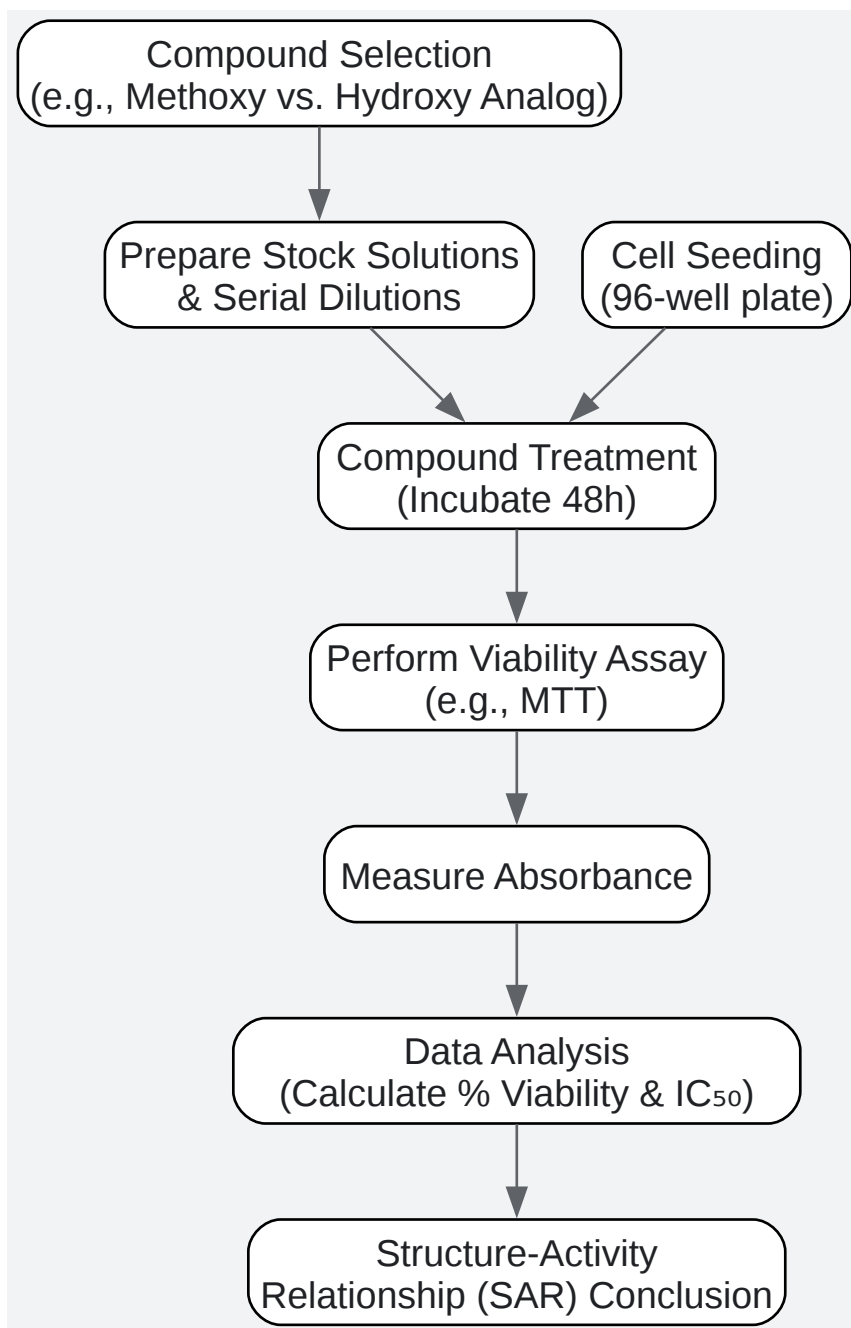 Compound Selection
(e.g., Methoxy vs. Hydroxy Analog)
Prepare Stock Solutions
& Serial Dilutions
Cell Seeding
(96-well plate)
Compound Treatment
(Incubate 48h)
Perform Viability Assay
(e.g., MTT)
Measure Absorbance
Data Analysis
(Calculate % Viability & IC₅₀)
Structure-Activity
Relationship (SAR) Conclusion